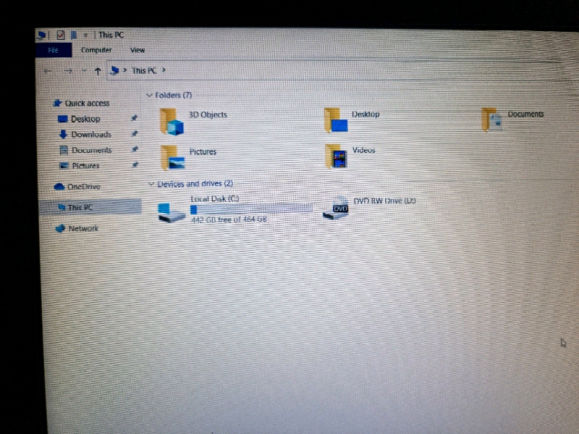 This PC
File Computer View
This PC
Quick access
Desktop
Downloads
Documents
Pictures
OneDrive
This PC
Network
Folders (7)
3D Objects
Desktop
Documents
Pictures
Videos
Devices and drives (2)
Local Disk (C:)
442 GB free of 464 GB
DVD RW Drive (D:)
DVD